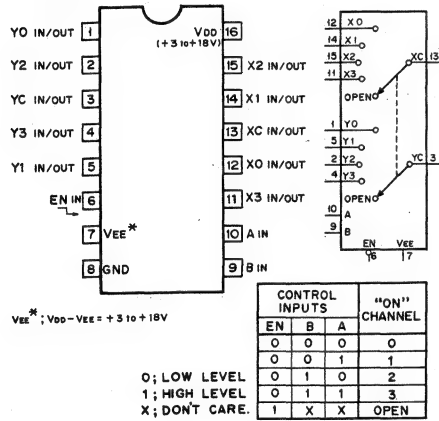 Y0 IN/OUT 1
Y2 IN/OUT 2
YC IN/OUT 3
Y3 IN/OUT 4
Y1 IN/OUT 5
EN IN 6
7 VEE*
8 GND
VDD 16
(+3 TO +18V)
15 X2 IN/OUT
14 X1 IN/OUT
13 XC IN/OUT
12 X0 IN/OUT
11 X3 IN/OUT
10 A IN
9 B IN
12 X0
14 X1
15 X2
11 X3
OPEN
XC 13
1 Y0
5 Y1
2 Y2
4 Y3
OPEN
YC 3
10 A
9 B
EN VEE
6 7
VEE*; VDD-VEE = +3 TO +18V
0; LOW LEVEL
1; HIGH LEVEL
X; DON'T CARE.
CONTROL INPUTS "ON" CHANNEL
EN B A
0 0 0 0
0 0 1 1
0 1 0 2
0 1 1 3
1 X X OPEN